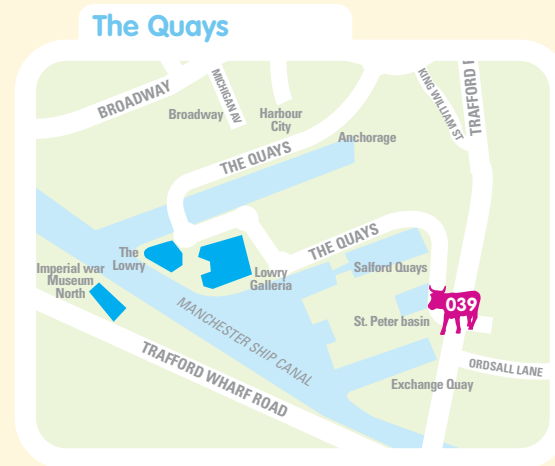 The Quays
BROADWAY
MICHIGAN AV
Broadway
Harbour
City
KING WILLIAM ST
TRAFFORD
Anchorage
THE QUAYS
THE QUAYS
The
Lowry
Imperial war
Museum
North
Lowry
Galleria
Salford Quays
039
St. Peter basin
MANCHESTER SHIP CANAL
TRAFFORD WHARF ROAD
ORDSALL LANE
Exchange Quay